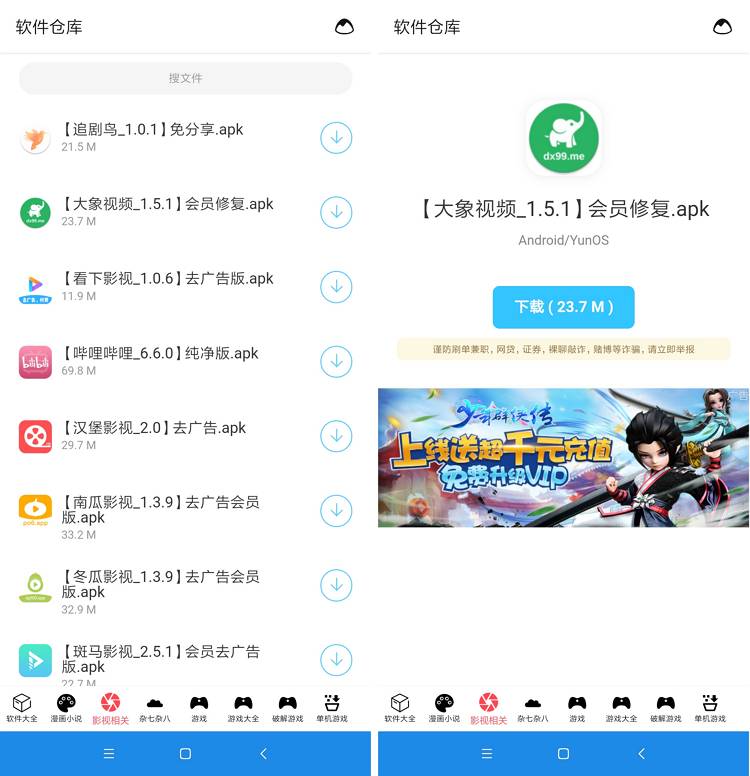 软件仓库
搜文件
【追剧鸟_1.0.1】免分享.apk
21.5 M
【大象视频_1.5.1】会员修复.apk
23.7 M
dx99.me
【看下影视_1.0.6】去广告版.apk
11.9 M
【哔哩哔哩_6.6.0】纯净版.apk
69.8 M
bilibili
【汉堡影视_2.0】去广告.apk
29.7 M
【南瓜影视_1.3.9】去广告会员
版.apk
33.2 M
po6.app
【冬瓜影视_1.3.9】去广告会员
版.apk
32.9 M
【斑马影视_2.5.1】会员去广告
版.apk
22.7 M
软件大全
漫画小说
影视相关
杂七杂八
游戏
游戏大全
破解游戏
单机游戏
软件仓库
dx99.me
【大象视频_1.5.1】会员修复.apk
Android/YunOS
下载 ( 23.7 M )
谨防刷单兼职，网贷，证券，裸聊敲诈，赌博等诈骗，请立即举报
广告
少年群侠传
上线送超千元充值
免费升级VIP
软件大全
漫画小说
影视相关
杂七杂八
游戏
游戏大全
破解游戏
单机游戏